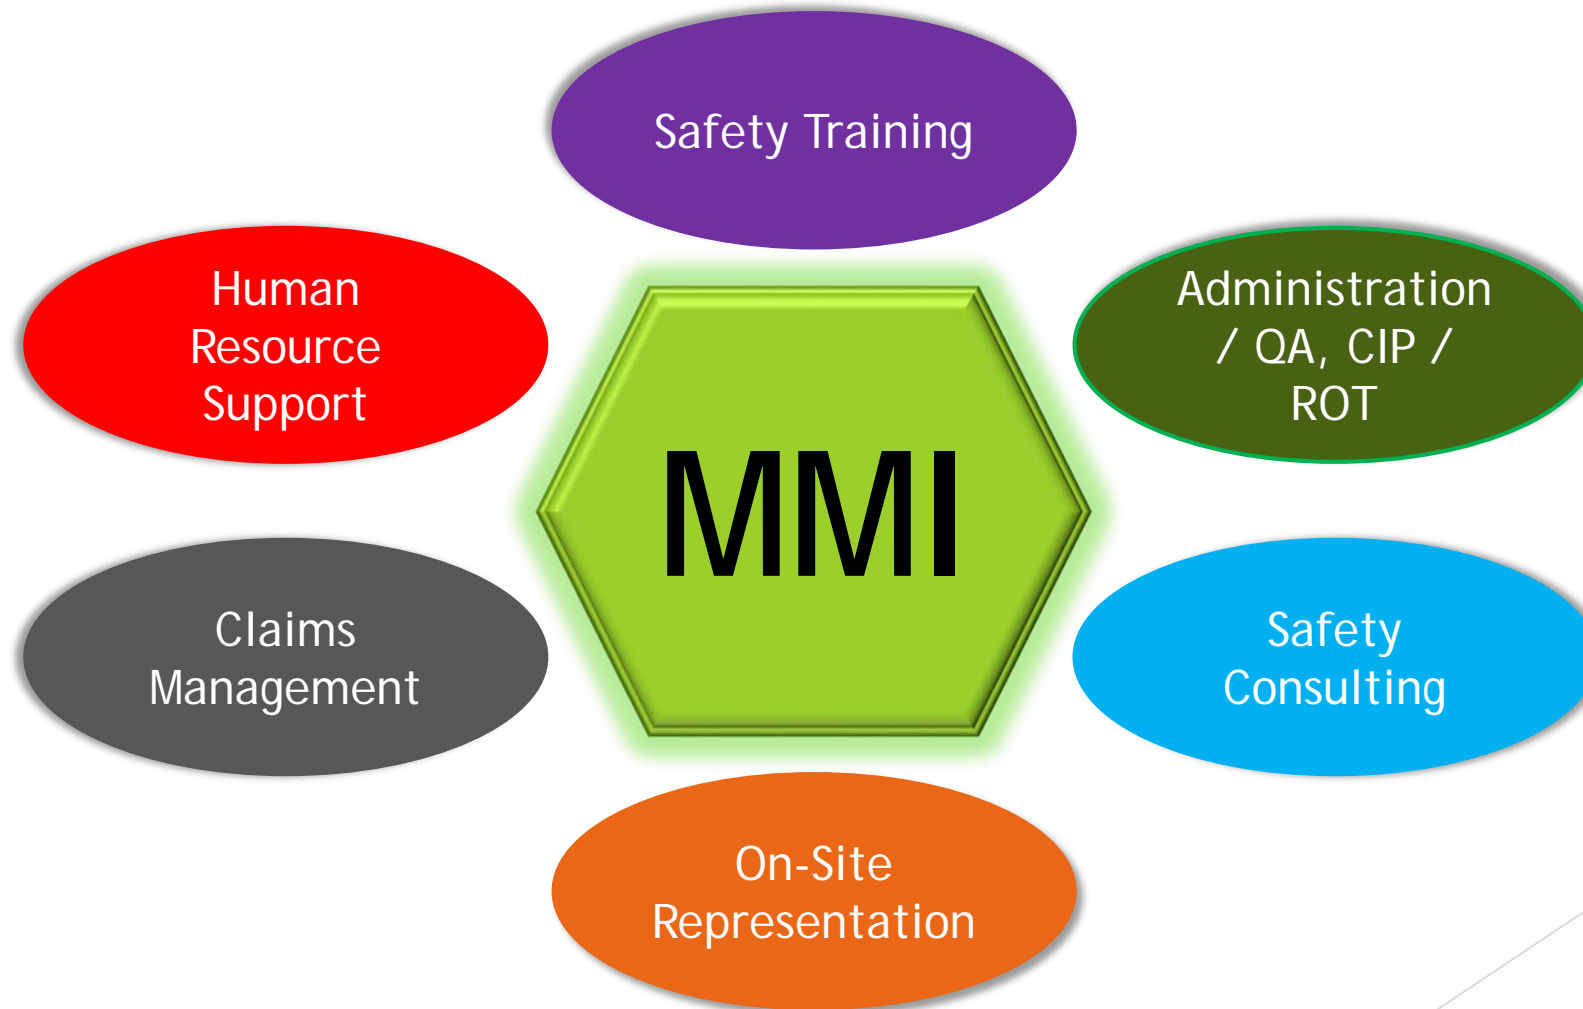 Safety Training
Human
Resource
Support
Administration
/ QA, CIP /
ROT
MMI
Claims
Management
Safety
Consulting
On-Site
Representation